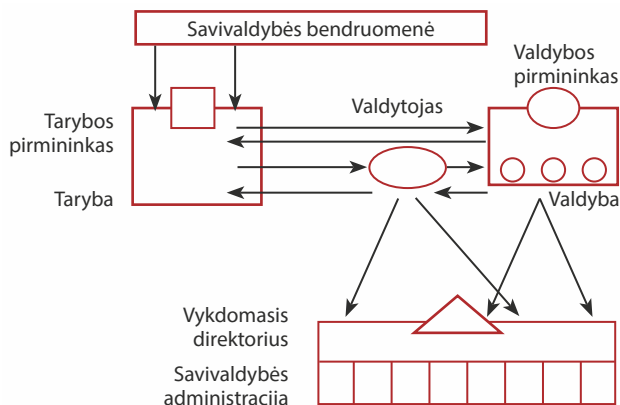 Savivaldybės bendruomenė
Valdybos
pirmininkas
Tarybos
pirmininkas
Valdytojas
Taryba
Valdyba
Vykdomasis
direktorius
Savivaldybės
administracija